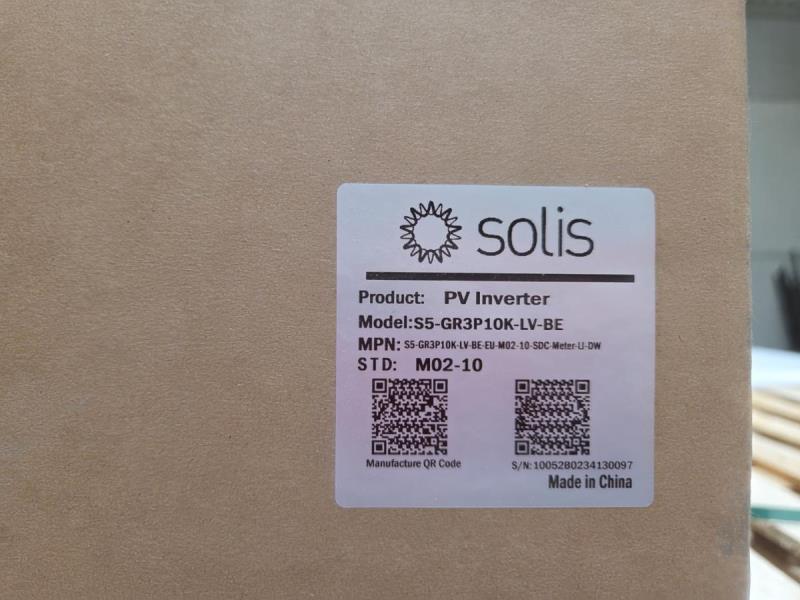 solis
Product: PV Inverter
Model:S5-GR3P10K-LV-BE
MPN: S5-GR3P10K-LV-BE-EU-M02-10-SDC-Meter-U-DW
STD: M02-10
Manufacture QR Code
S/N:1005280234130097
Made in China